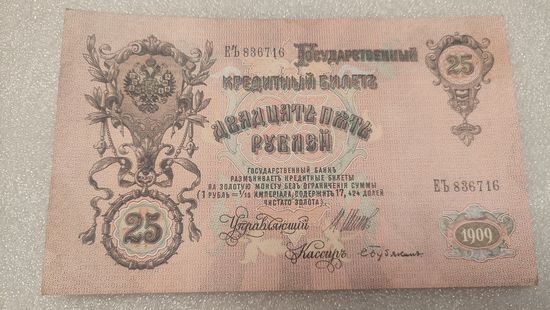 ЕЪ 836716
Государственный
25
Кредитный Билетъ
Двадцать пять
рублей
Государственный Банкъ
размѣниваетъ кредитные билеты
на золотую монету безъ ограниченія суммы
(1 рубль = 1/15 имперіала, содержитъ 17,424 долей
чистаго золота).
ЕЪ 836716
25
Управляющій
Кассиръ
1909